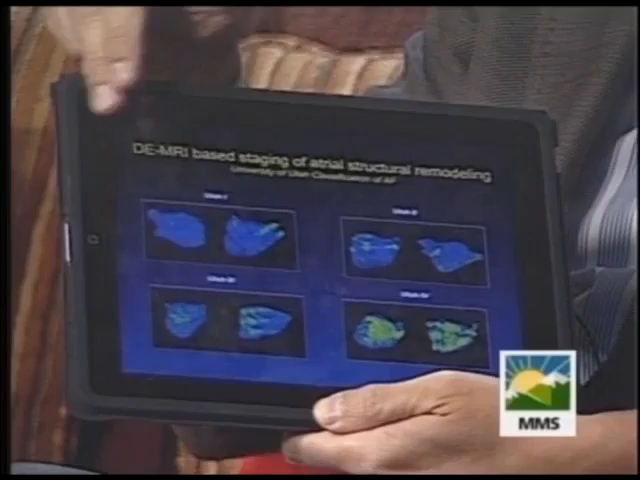 DE-MRI based staging of atrial structural remodeling
University of Utah Classification of AF
Utah I
Utah II
Utah III
Utah IV
MMS